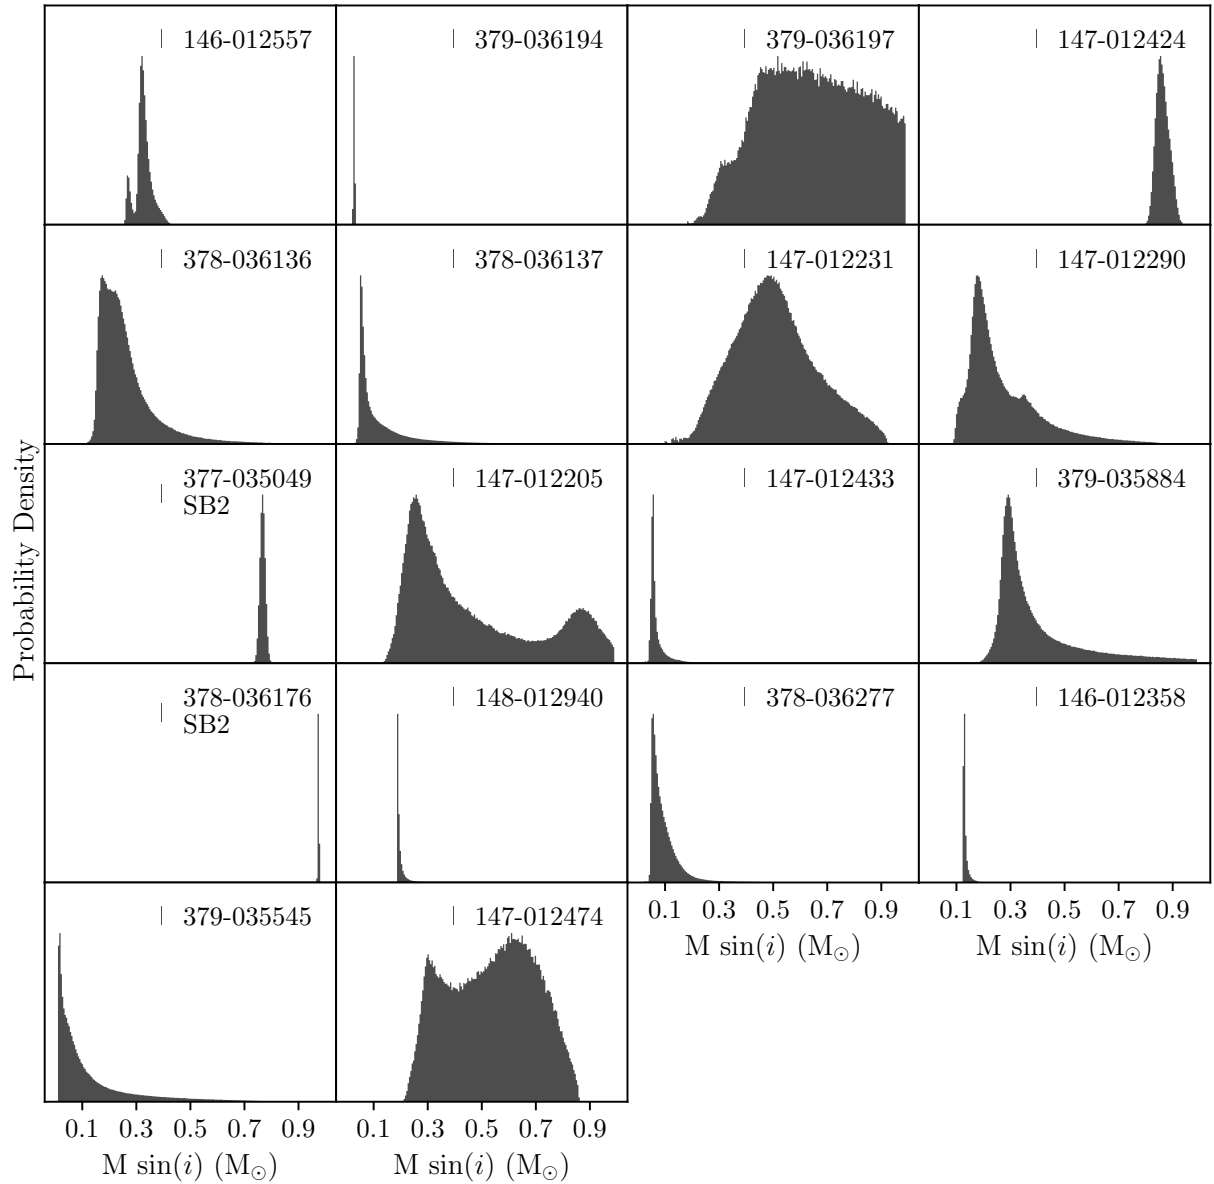 146-012557
379-036194
379-036197
147-012424
378-036136
378-036137
147-012231
147-012290
377-035049
SB2
147-012205
147-012433
379-035884
378-036176
SB2
148-012940
378-036277
146-012358
379-035545
147-012474
Probability Density
0.1 0.3 0.5 0.7 0.9
M sin(i) (M☉)
0.1 0.3 0.5 0.7 0.9
M sin(i) (M☉)
0.1 0.3 0.5 0.7 0.9
M sin(i) (M☉)
0.1 0.3 0.5 0.7 0.9
M sin(i) (M☉)